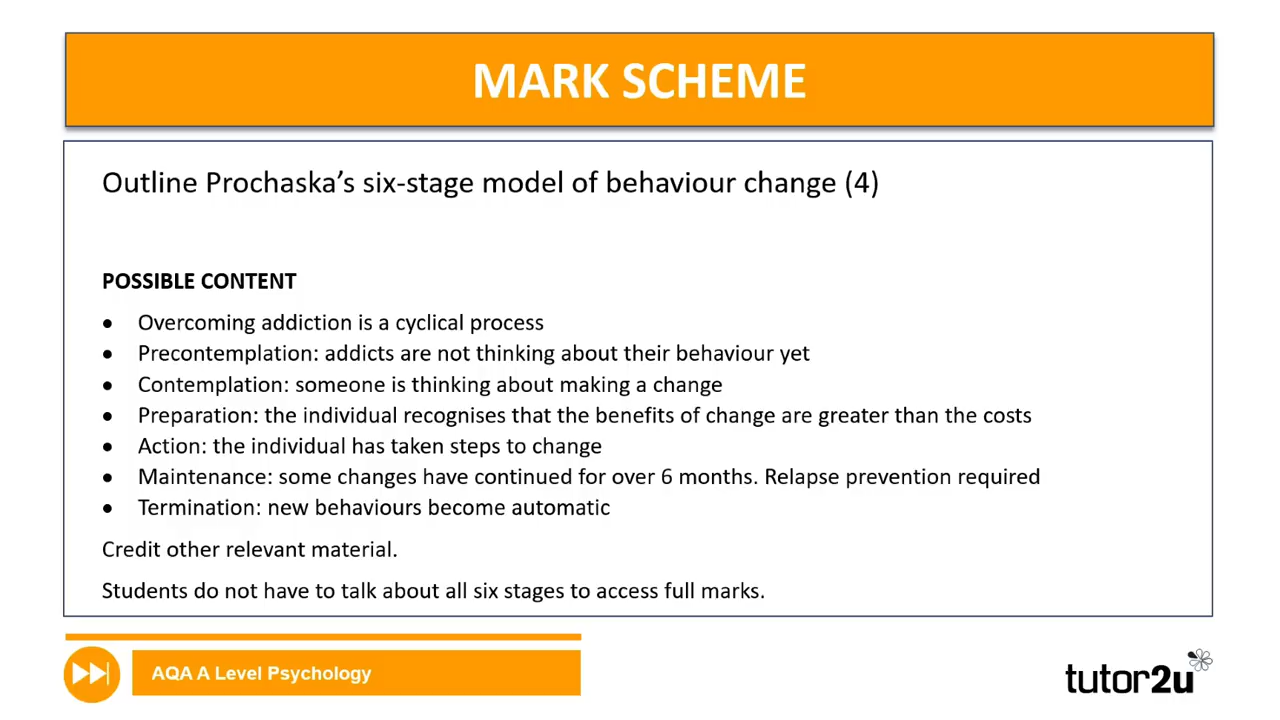 MARK SCHEME
Outline Prochaska’s six-stage model of behaviour change (4)
POSSIBLE CONTENT
• Overcoming addiction is a cyclical process
• Precontemplation: addicts are not thinking about their behaviour yet
• Contemplation: someone is thinking about making a change
• Preparation: the individual recognises that the benefits of change are greater than the costs
• Action: the individual has taken steps to change
• Maintenance: some changes have continued for over 6 months. Relapse prevention required
• Termination: new behaviours become automatic
Credit other relevant material.
Students do not have to talk about all six stages to access full marks.
AQA A Level Psychology
tutor2u